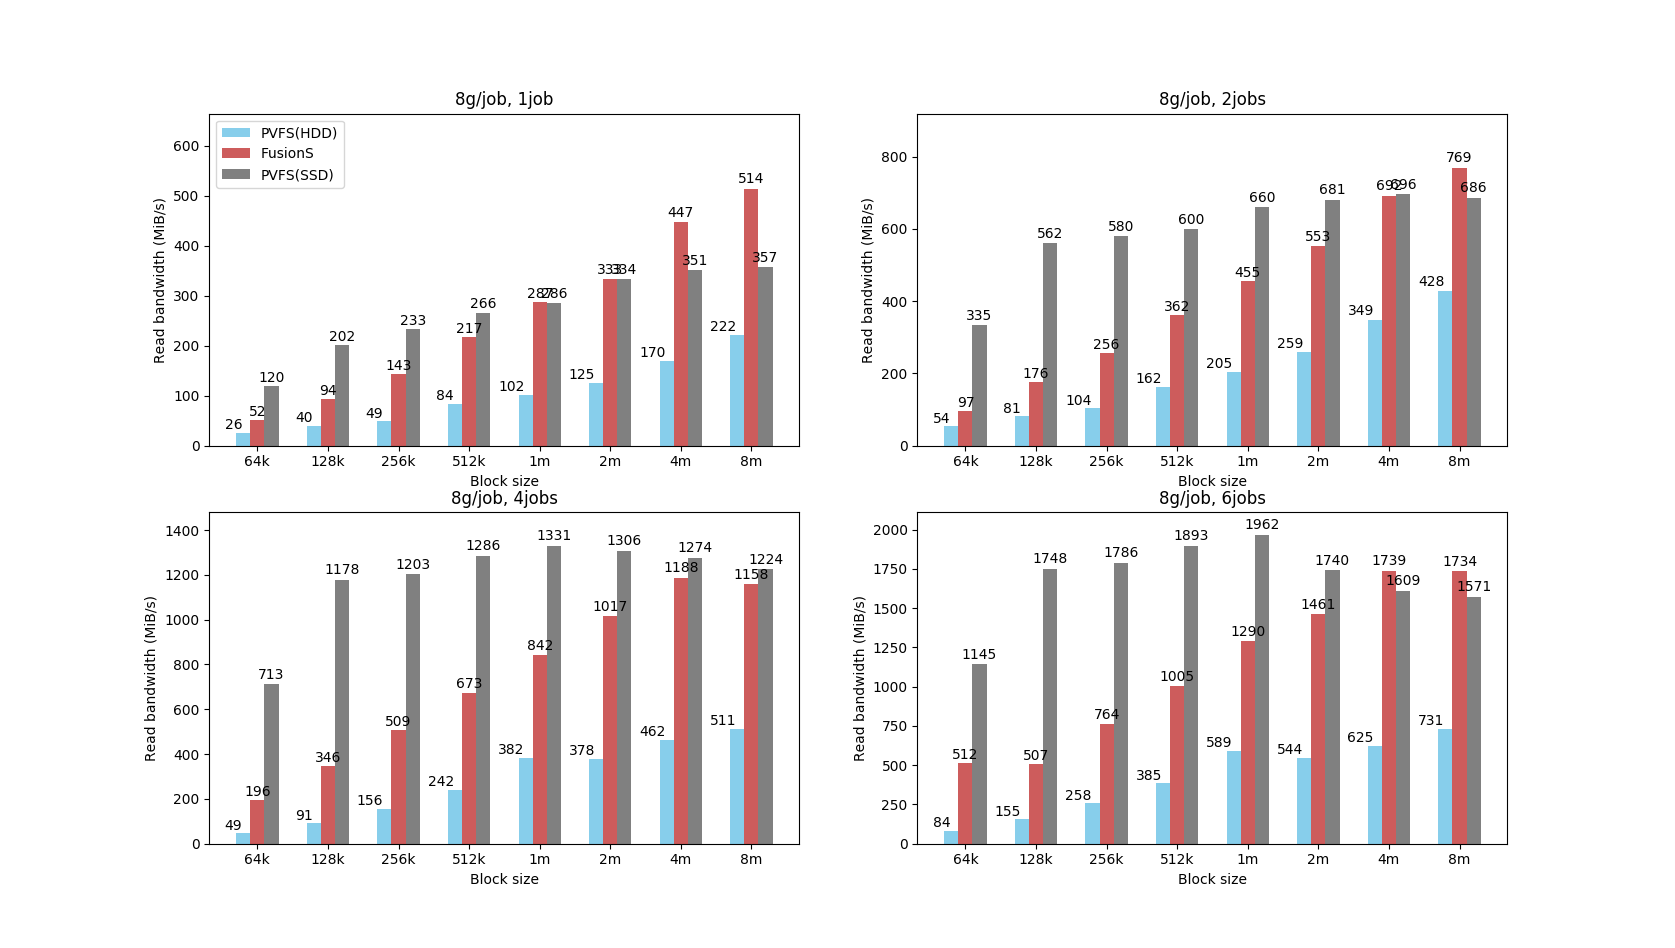 8g/job, 1job
PVFS(HDD)
FusionS
PVFS(SSD)
Read bandwidth (MiB/s)
600
500
400
300
200
100
0
26 52 120
40 94 202
49 143 233
84 217 266
102 287 286
125 333 334
170 447 351
222 514 357
64k 128k 256k 512k 1m 2m 4m 8m
Block size
8g/job, 2jobs
Read bandwidth (MiB/s)
800
600
400
200
0
54 97 335
81 176 562
104 256 580
162 362 600
205 455 660
259 553 681
349 692 696
428 769 686
64k 128k 256k 512k 1m 2m 4m 8m
Block size
8g/job, 4jobs
Read bandwidth (MiB/s)
1400
1200
1000
800
600
400
200
0
49 196 713
91 346 1178
156 509 1203
242 673 1286
382 842 1331
378 1017 1306
462 1188 1274
511 1158 1224
64k 128k 256k 512k 1m 2m 4m 8m
Block size
8g/job, 6jobs
Read bandwidth (MiB/s)
2000
1750
1500
1250
1000
750
500
250
0
84 512 1145
155 507 1748
258 764 1786
385 1005 1893
589 1290 1962
544 1461 1740
625 1739 1609
731 1734 1571
64k 128k 256k 512k 1m 2m 4m 8m
Block size